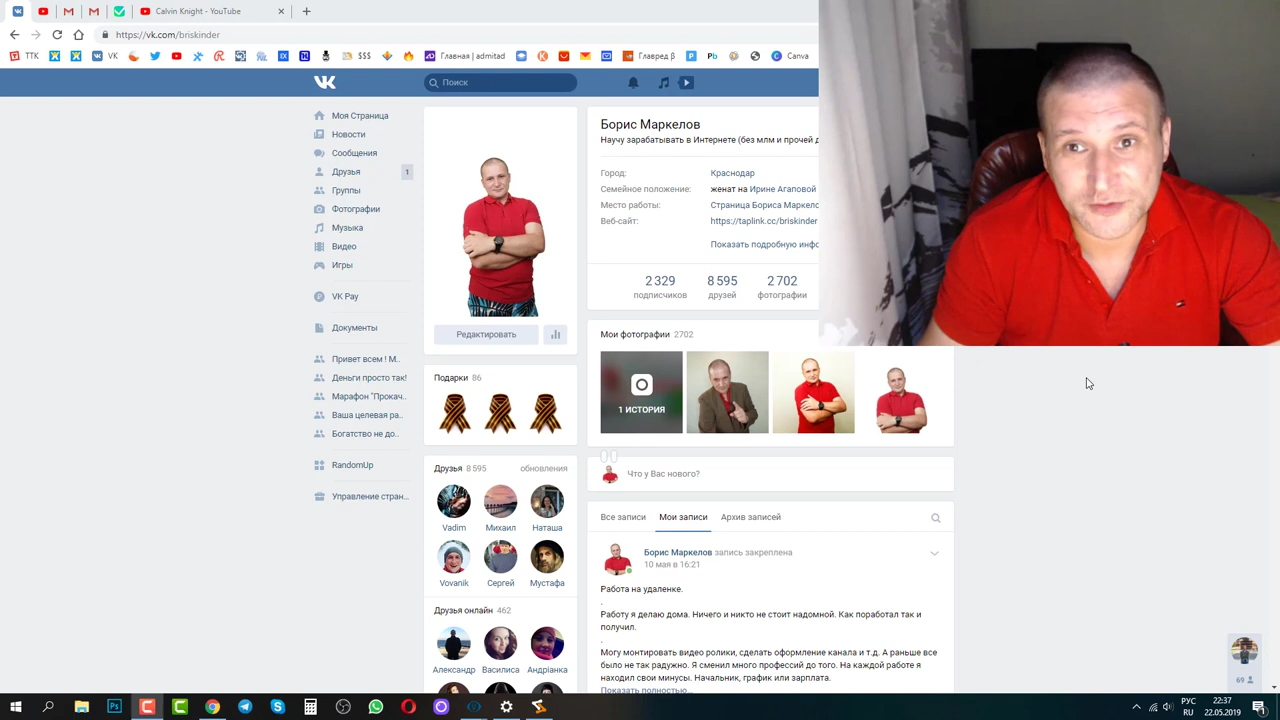 Calvin Knight - YouTube
https://vk.com/briskinder
ТТК
VK
$$$
Главная | admitad
Главред β
Canva
Поиск
Моя Страница
Новости
Сообщения
Друзья 1
Группы
Фотографии
Музыка
Видео
Игры
VK Pay
Документы
Привет всем ! М..
Деньги просто так!
Марафон "Прокач..
Ваша целевая ра..
Богатство не до..
RandomUp
Управление стран...
Редактировать
Подарки 86
Друзья 8 595 обновления
Vadim Михаил Наташа
Vovanik Сергей Мустафа
Друзья онлайн 462
Александр Василиса Андріанка
Борис Маркелов
Научу зарабатывать в Интернете (без млм и прочей д
Город: Краснодар
Семейное положение: женат на Ирине Агаповой
Место работы: Страница Бориса Маркело
Веб-сайт: https://taplink.cc/briskinder
Показать подробную инфо
2 329 8 595 2 702
подписчиков друзей фотографии
Мои фотографии 2702
1 ИСТОРИЯ
Что у Вас нового?
Все записи Мои записи Архив записей
Борис Маркелов запись закреплена
10 мая в 16:21
Работа на удаленке.
.
Работу я делаю дома. Ничего и никто не стоит надомной. Как поработал так и
получил.
.
Могу монтировать видео ролики, сделать оформление канала и т.д. А раньше все
было не так радужно. Я сменил много профессий до того. На каждой работе я
находил свои минусы. Начальник, график или зарплата.
Показать полностью...
69
РУС
RU
22:37
22.05.2019